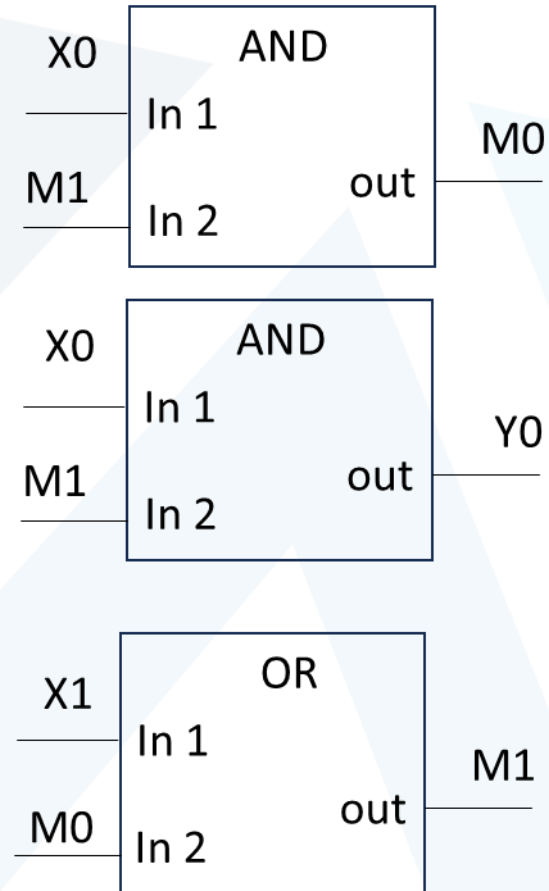 X0 AND
In 1
M0
M1 out
In 2
X0 AND
In 1
Y0
M1 out
In 2
OR
X1
In 1
M1
M0 out
In 2